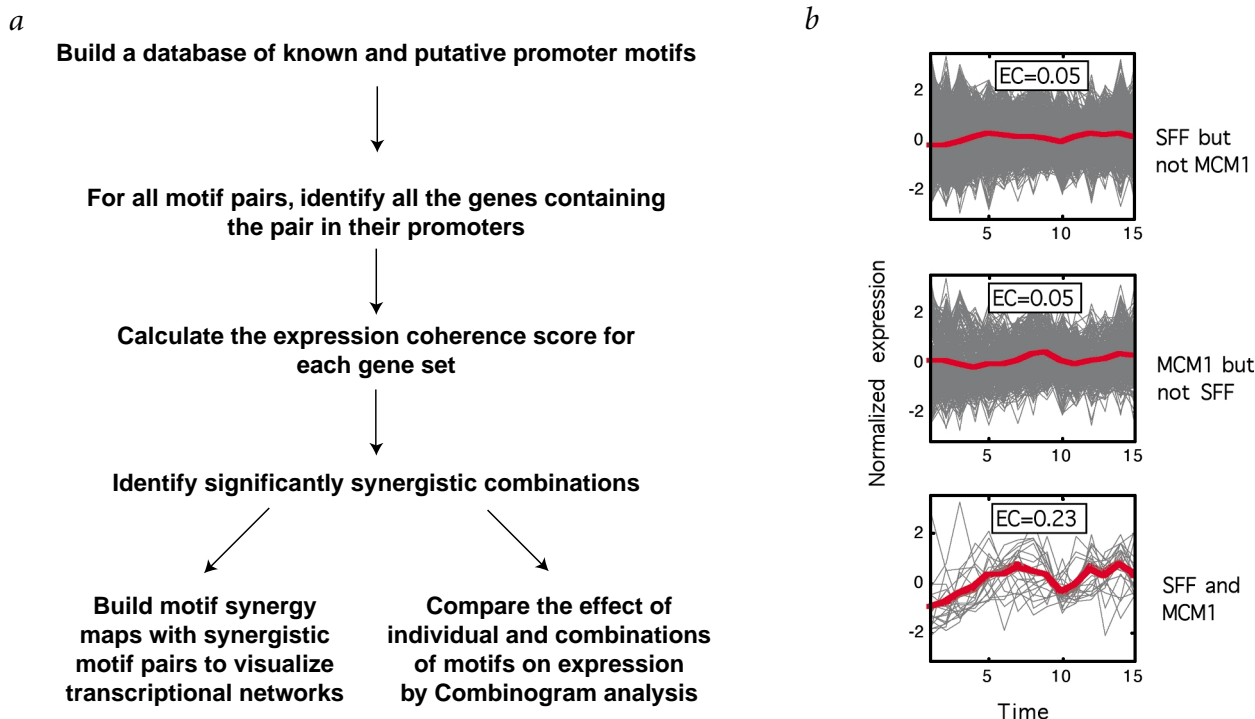 a
Build a database of known and putative promoter motifs
For all motif pairs, identify all the genes containing
the pair in their promoters
Calculate the expression coherence score for
each gene set
Identify significantly synergistic combinations
Build motif synergy
maps with synergistic
motif pairs to visualize
transcriptional networks
Compare the effect of
individual and combinations
of motifs on expression
by Combinogram analysis
b
Normalized expression
EC=0.05
2
0
-2
5 10 15
SFF but
not MCM1
EC=0.05
2
0
-2
5 10 15
MCM1 but
not SFF
EC=0.23
2
0
-2
5 10 15
SFF and
MCM1
Time